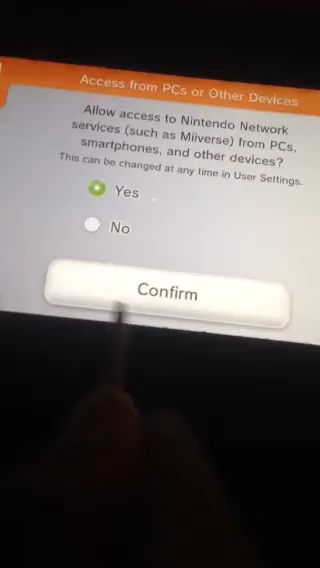 Access from PCs or Other Devices
Allow access to Nintendo Network
services (such as Miiverse) from PCs,
smartphones, and other devices?
This can be changed at any time in User Settings.
Yes
No
Confirm